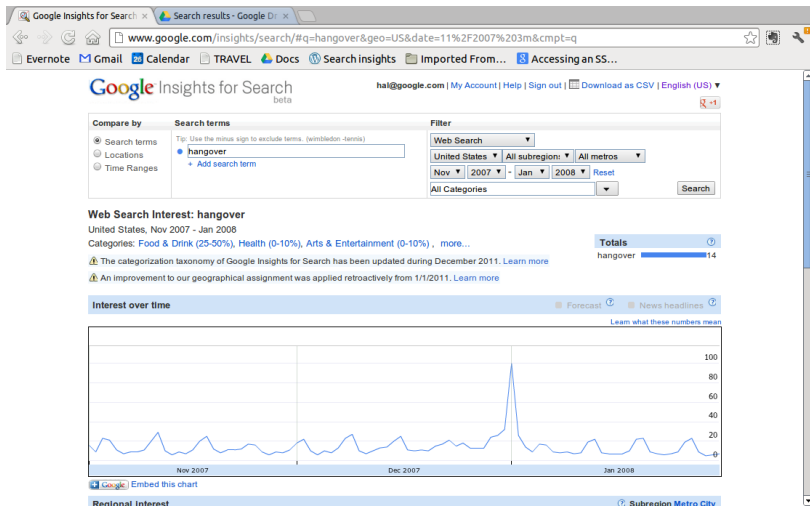 Google Insights for Search ×
Search results - Google Dr ×
www.google.com/insights/search/#q=hangover&geo=US&date=11%2F2007%203m&cmpt=q
Evernote Gmail Calendar TRAVEL Docs Search insights Imported From... Accessing an SS...
Google Insights for Search
beta
hal@google.com | My Account | Help | Sign out | Download as CSV | English (US) ▼
+1
Compare by Search terms Filter
Search terms
Locations
Time Ranges
Tip: Use the minus sign to exclude terms. (wimbledon -tennis)
hangover
+ Add search term
Web Search
United States All subregions All metros
Nov 2007 - Jan 2008 Reset
All Categories Search
Web Search Interest: hangover
United States, Nov 2007 - Jan 2008
Categories: Food & Drink (25-50%), Health (0-10%), Arts & Entertainment (0-10%) , more...
Totals ?
hangover 14
The categorization taxonomy of Google Insights for Search has been updated during December 2011. Learn more
An improvement to our geographical assignment was applied retroactively from 1/1/2011. Learn more
Interest over time Forecast ? News headlines ?
Learn what these numbers mean
100
80
60
40
20
0
Nov 2007 Dec 2007 Jan 2008
Google Embed this chart
Regional Interest ? Subregion Metro City